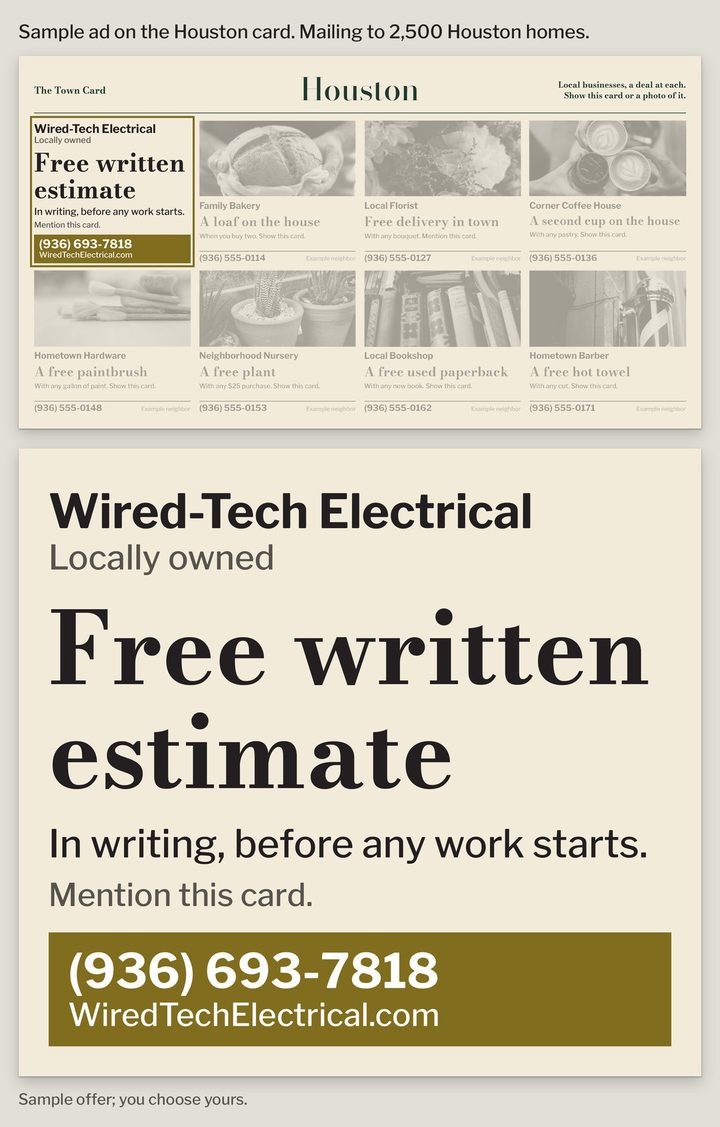 Sample ad on the Houston card. Mailing to 2,500 Houston homes.
The Town Card
Houston
Local businesses, a deal at each.
Show this card or a photo of it.
Wired-Tech Electrical
Locally owned
Free written
estimate
In writing, before any work starts.
Mention this card.
(936) 693-7818
WiredTechElectrical.com
Family Bakery
A loaf on the house
When you buy two. Show this card.
(936) 555-0114
Example neighbor
Local Florist
Free delivery in town
With any bouquet. Mention this card.
(936) 555-0127
Example neighbor
Corner Coffee House
A second cup on the house
With any pastry. Show this card.
(936) 555-0136
Example neighbor
Hometown Hardware
A free paintbrush
With any gallon of paint. Show this card.
(936) 555-0148
Example neighbor
Neighborhood Nursery
A free plant
With any $25 purchase. Show this card.
(936) 555-0153
Example neighbor
Local Bookshop
A free used paperback
With any new book. Show this card.
(936) 555-0162
Example neighbor
Hometown Barber
A free hot towel
With any cut. Show this card.
(936) 555-0171
Example neighbor
Wired-Tech Electrical
Locally owned
Free written
estimate
In writing, before any work starts.
Mention this card.
(936) 693-7818
WiredTechElectrical.com
Sample offer; you choose yours.